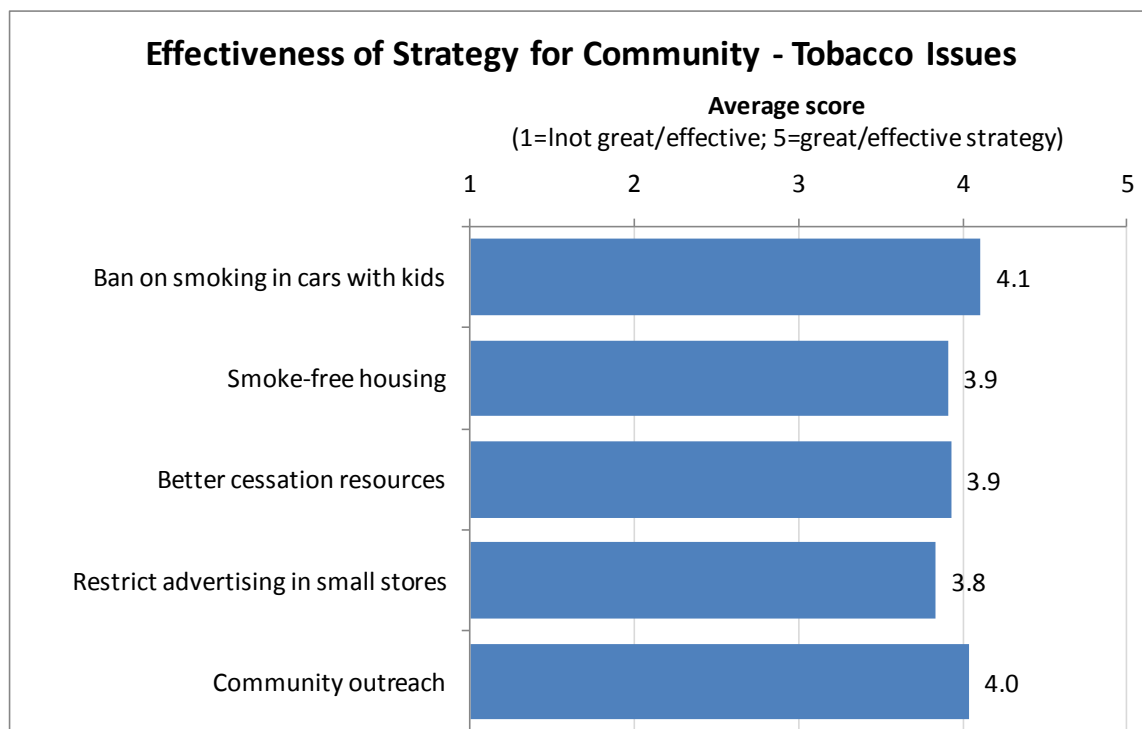 Effectiveness of Strategy for Community - Tobacco Issues
Average score
(1=lnot great/effective; 5=great/effective strategy)
1 2 3 4 5
Ban on smoking in cars with kids 4.1
Smoke-free housing 3.9
Better cessation resources 3.9
Restrict advertising in small stores 3.8
Community outreach 4.0